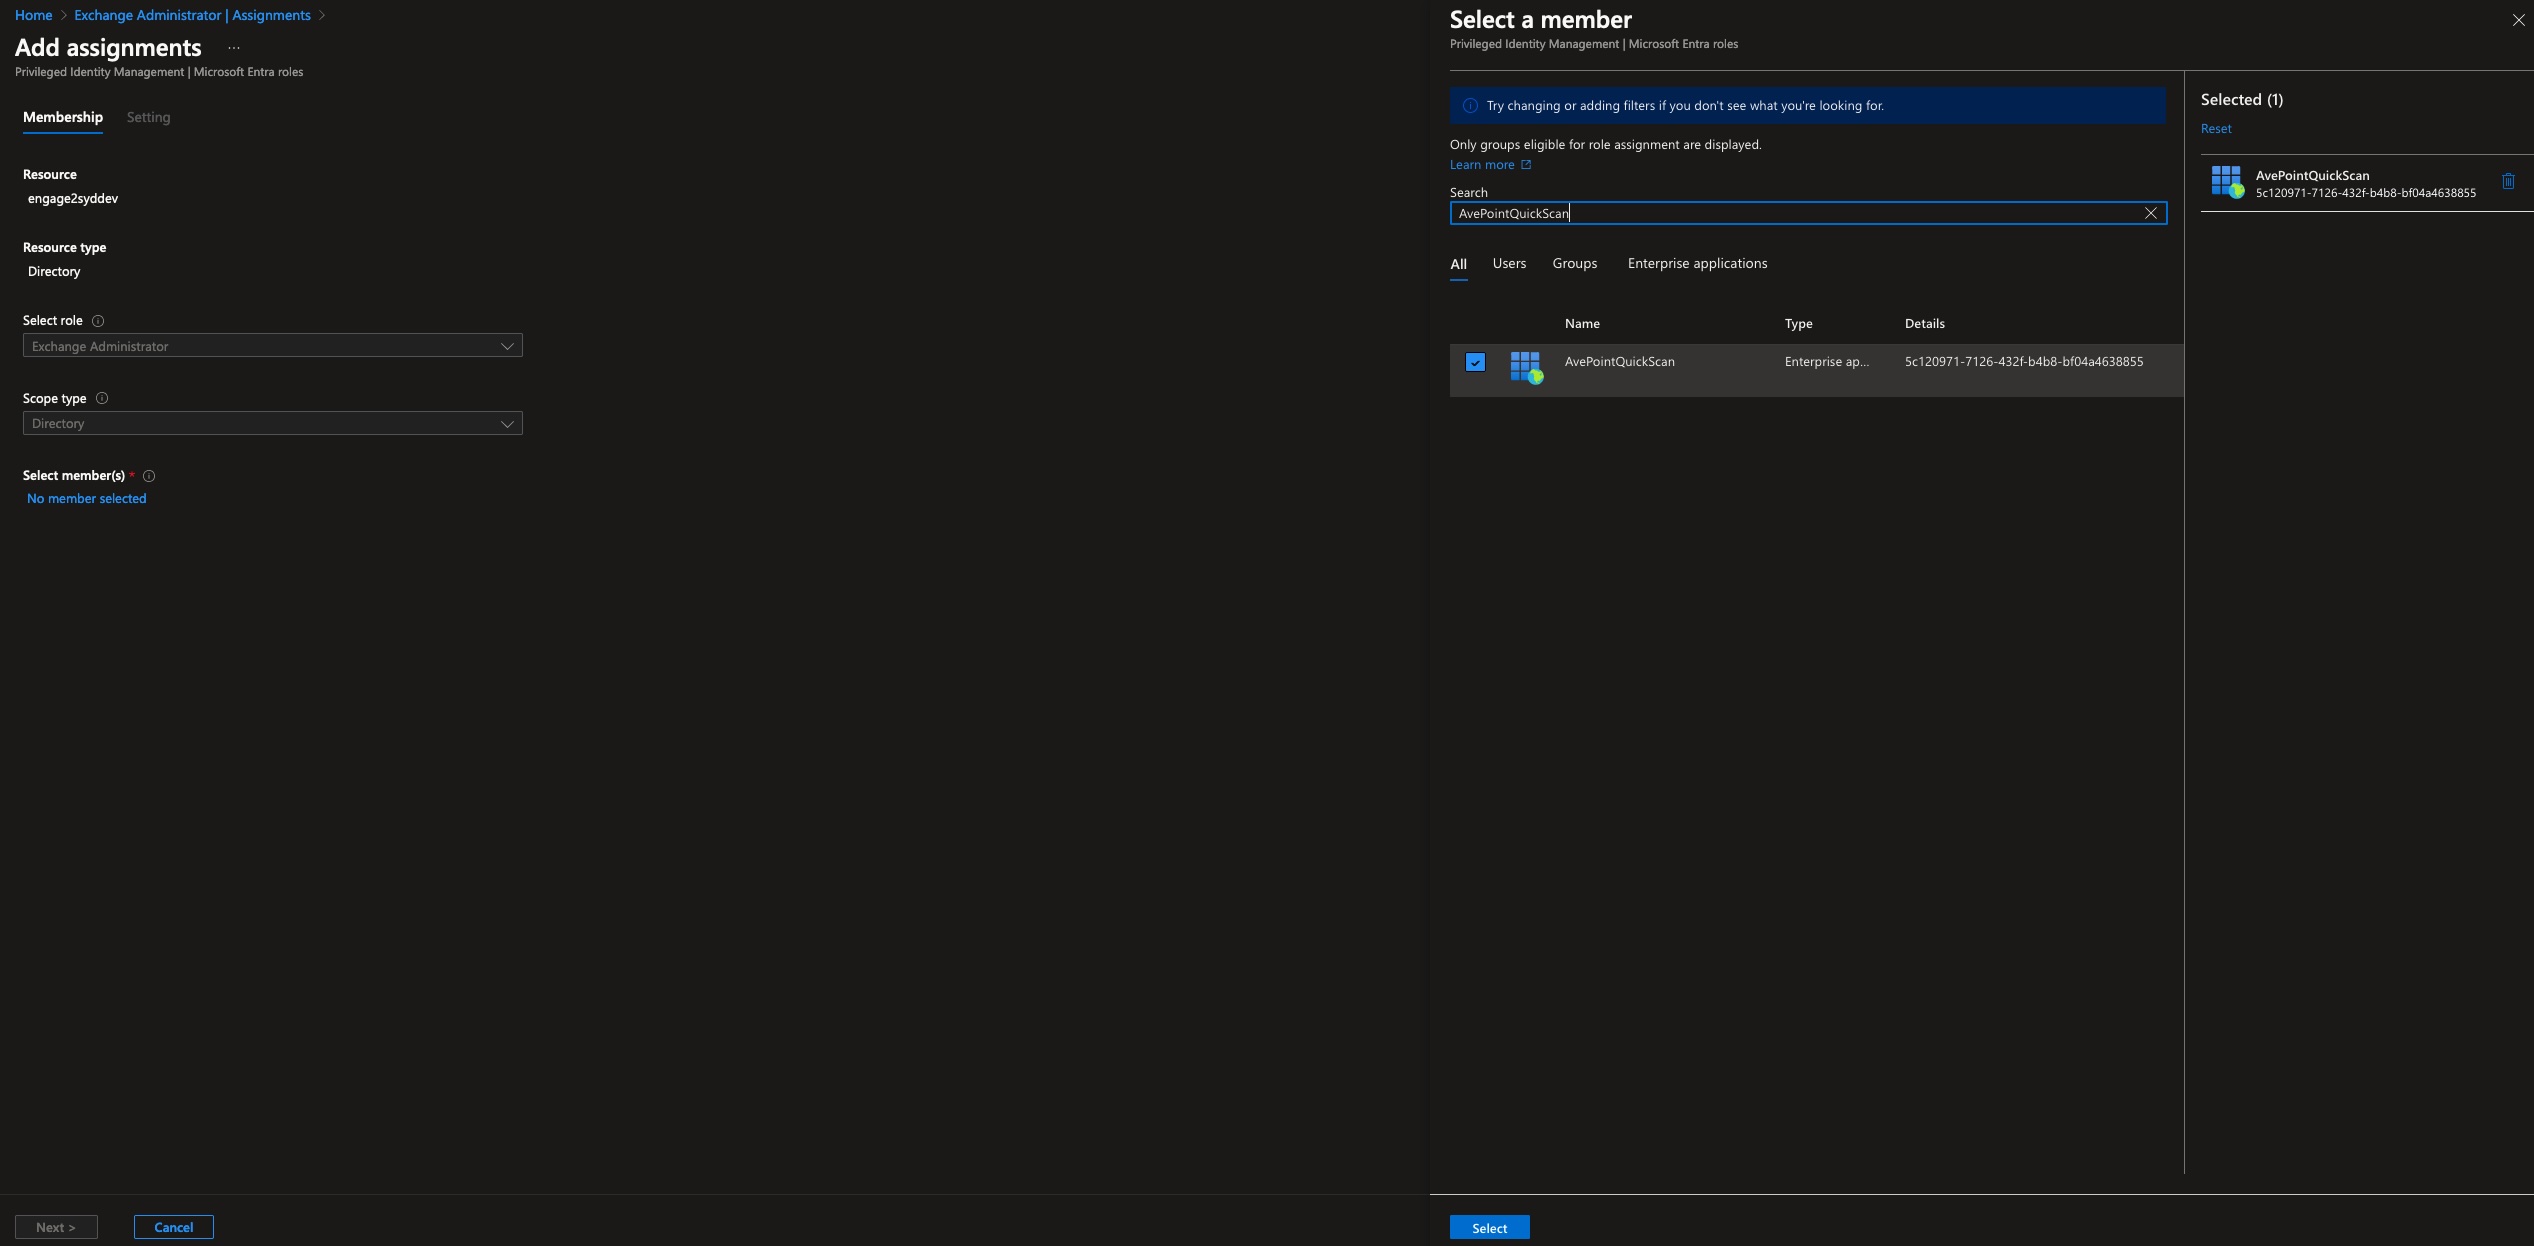 Home > Exchange Administrator | Assignments >
Add assignments ...
Privileged Identity Management | Microsoft Entra roles
Membership Setting
Resource
engage2syddev
Resource type
Directory
Select role
Exchange Administrator
Scope type
Directory
Select member(s) *
No member selected
Next >
Cancel
Select a member
Privileged Identity Management | Microsoft Entra roles
Try changing or adding filters if you don't see what you're looking for.
Only groups eligible for role assignment are displayed.
Learn more
Search
AvePointQuickScan
All Users Groups Enterprise applications
Name Type Details
AvePointQuickScan Enterprise ap... 5c120971-7126-432f-b4b8-bf04a4638855
Select
Selected (1)
Reset
AvePointQuickScan
5c120971-7126-432f-b4b8-bf04a4638855